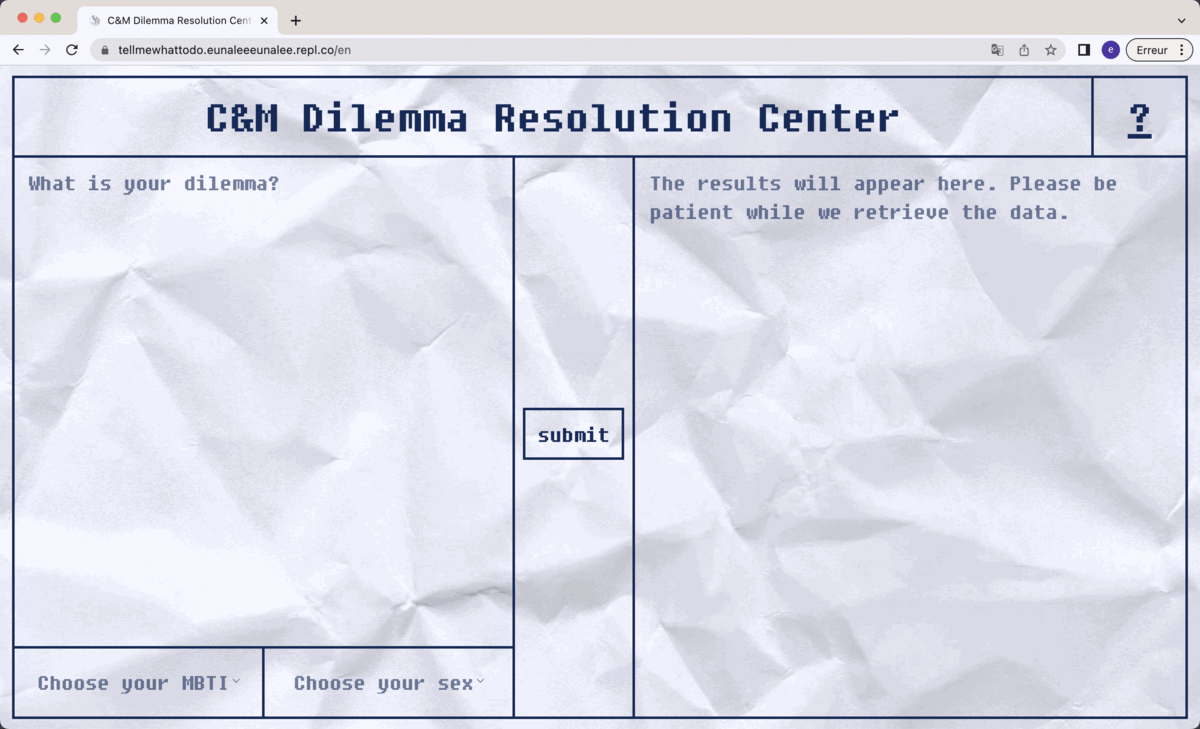 C&M Dilemma Resolution Cent
tellmewhattodo.eunaleeeunalee.repl.co/en
e
Erreur
C&M Dilemma Resolution Center
?
What is your dilemma?
submit
The results will appear here. Please be
patient while we retrieve the data.
Choose your MBTI
Choose your sex